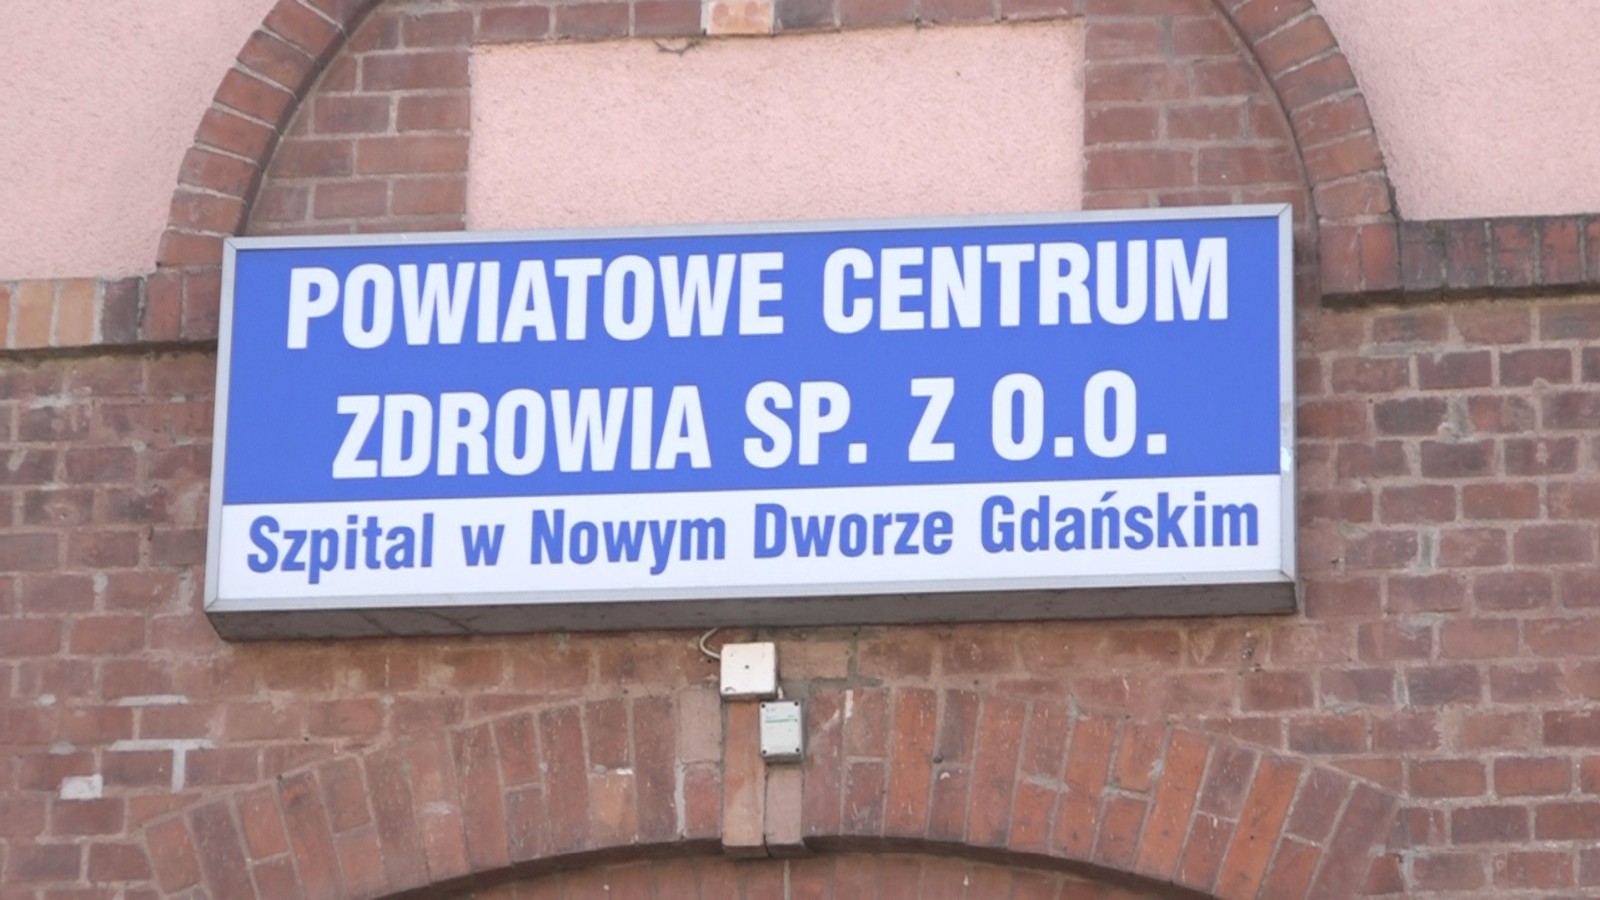 POWIATOWE CENTRUM
ZDROWIA SP. Z O.O.
Szpital w Nowym Dworze Gdańskim